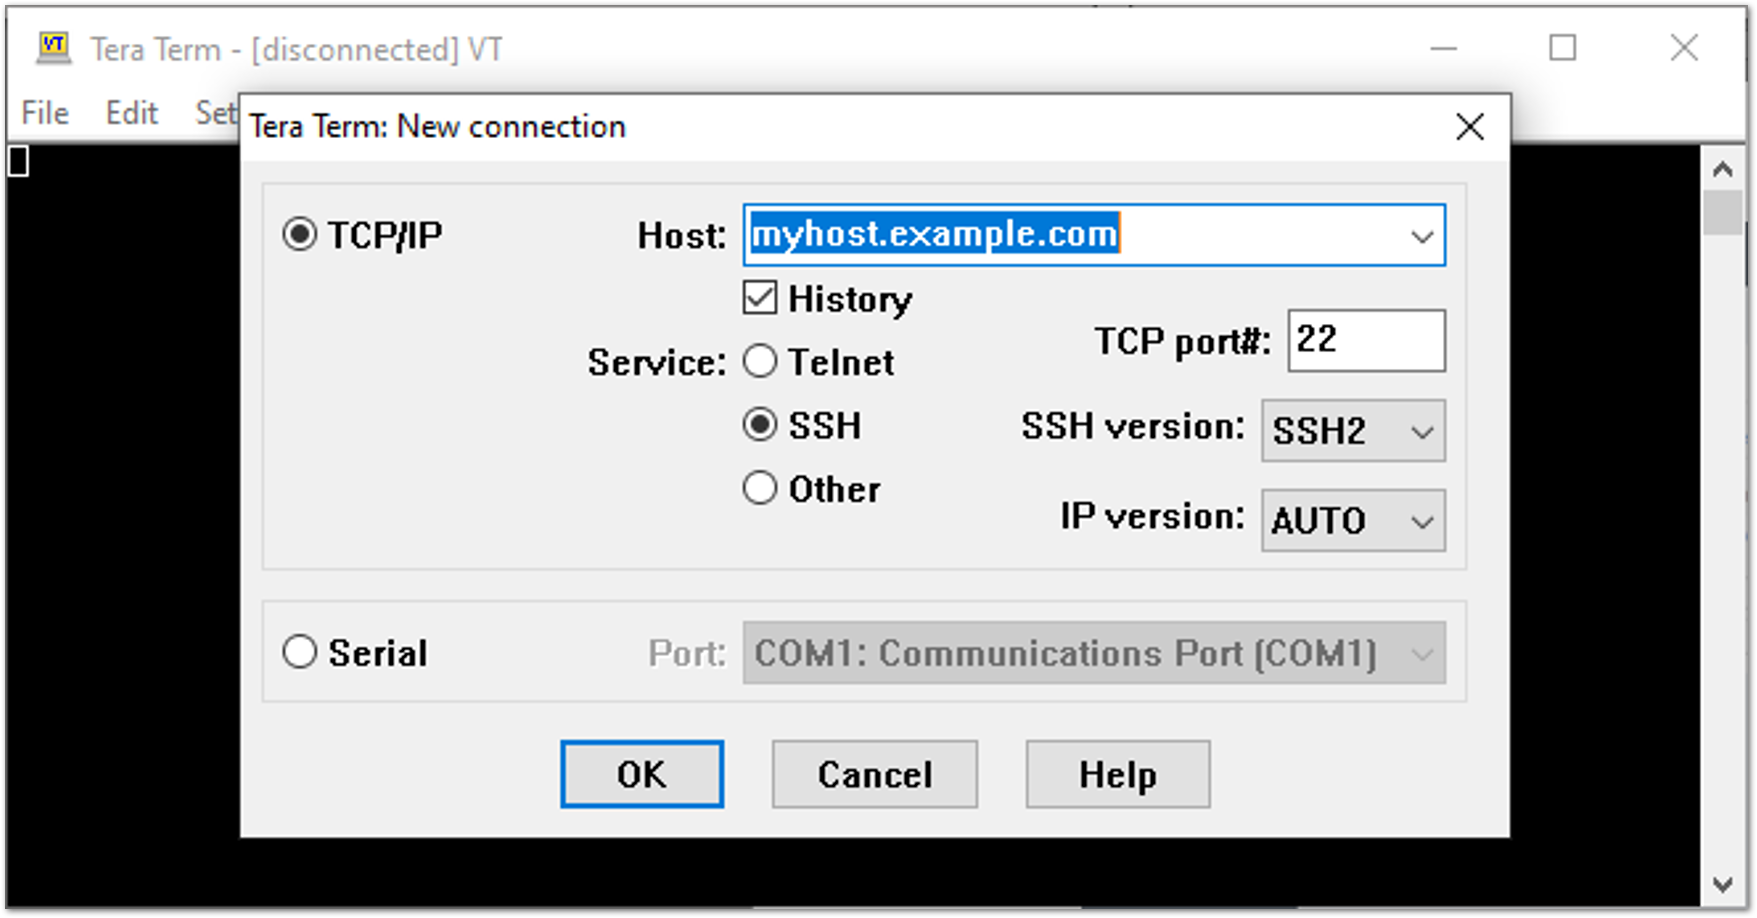 VT Tera Term - [disconnected] VT
File Edit Set
Tera Term: New connection
TCP/IP Host: myhost.example.com
History
TCP port#: 22
Service: Telnet
SSH SSH version: SSH2
Other
IP version: AUTO
Serial Port: COM1: Communications Port (COM1)
OK Cancel Help